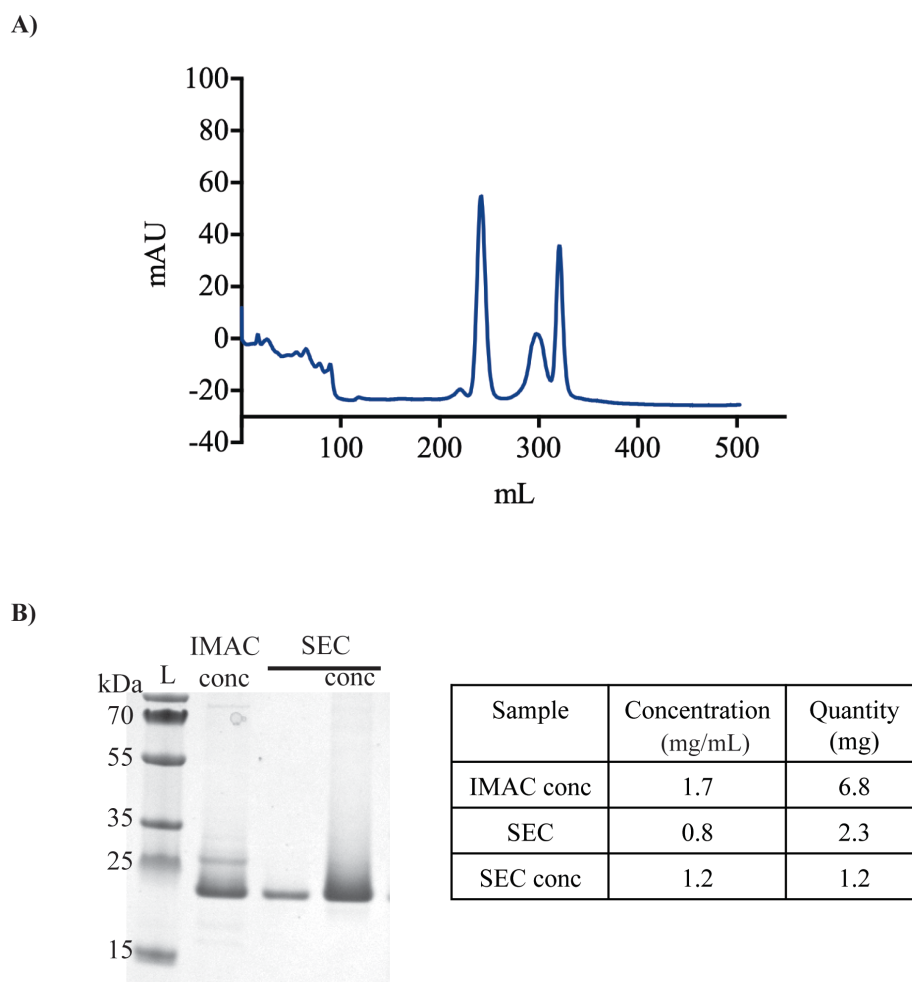 A)
100
80
60
40
20
0
-20
-40
mAU
100 200 300 400 500
mL
B)
IMAC SEC
kDa L conc conc
70
55
35
25
15
Sample Concentration (mg/mL) Quantity (mg)
IMAC conc 1.7 6.8
SEC 0.8 2.3
SEC conc 1.2 1.2